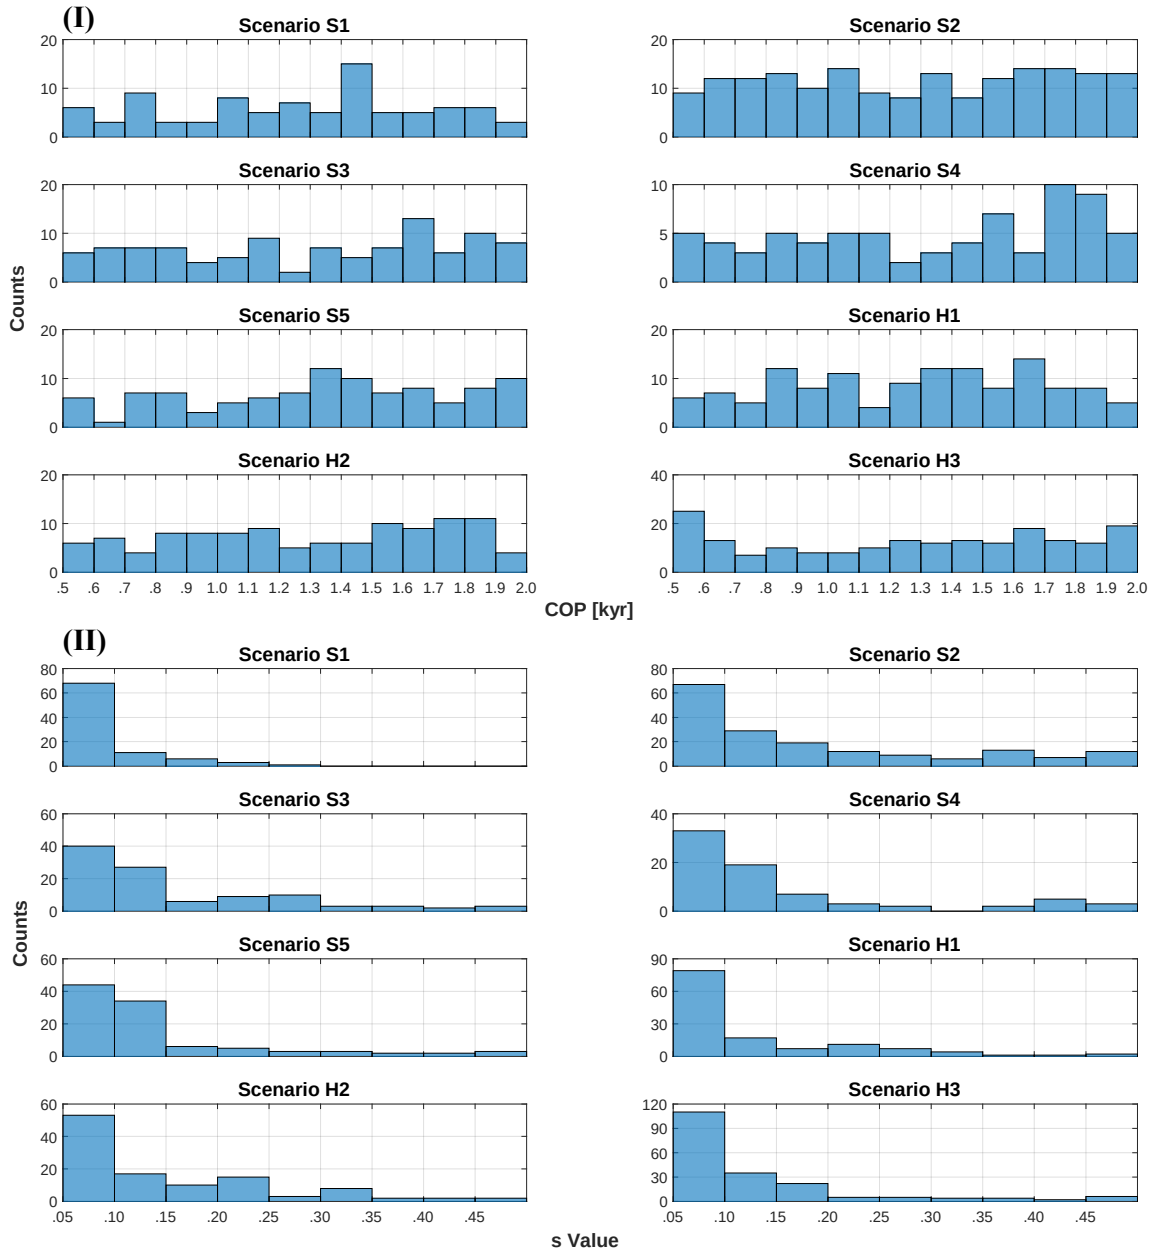 (I)
Scenario S1
20
10
0
Scenario S2
20
10
0
Scenario S3
20
10
0
Scenario S4
10
5
0
Counts
Scenario S5
20
10
0
Scenario H1
20
10
0
Scenario H2
20
10
0
.5 .6 .7 .8 .9 1.0 1.1 1.2 1.3 1.4 1.5 1.6 1.7 1.8 1.9 2.0
Scenario H3
40
20
0
.5 .6 .7 .8 .9 1.0 1.1 1.2 1.3 1.4 1.5 1.6 1.7 1.8 1.9 2.0
COP [kyr]
(II)
Scenario S1
80
60
40
20
0
Scenario S2
80
60
40
20
0
Scenario S3
60
40
20
0
Scenario S4
40
20
0
Counts
Scenario S5
60
40
20
0
Scenario H1
90
60
30
0
Scenario H2
60
40
20
0
.05 .10 .15 .20 .25 .30 .35 .40 .45
Scenario H3
120
90
60
30
0
.05 .10 .15 .20 .25 .30 .35 .40 .45
s Value